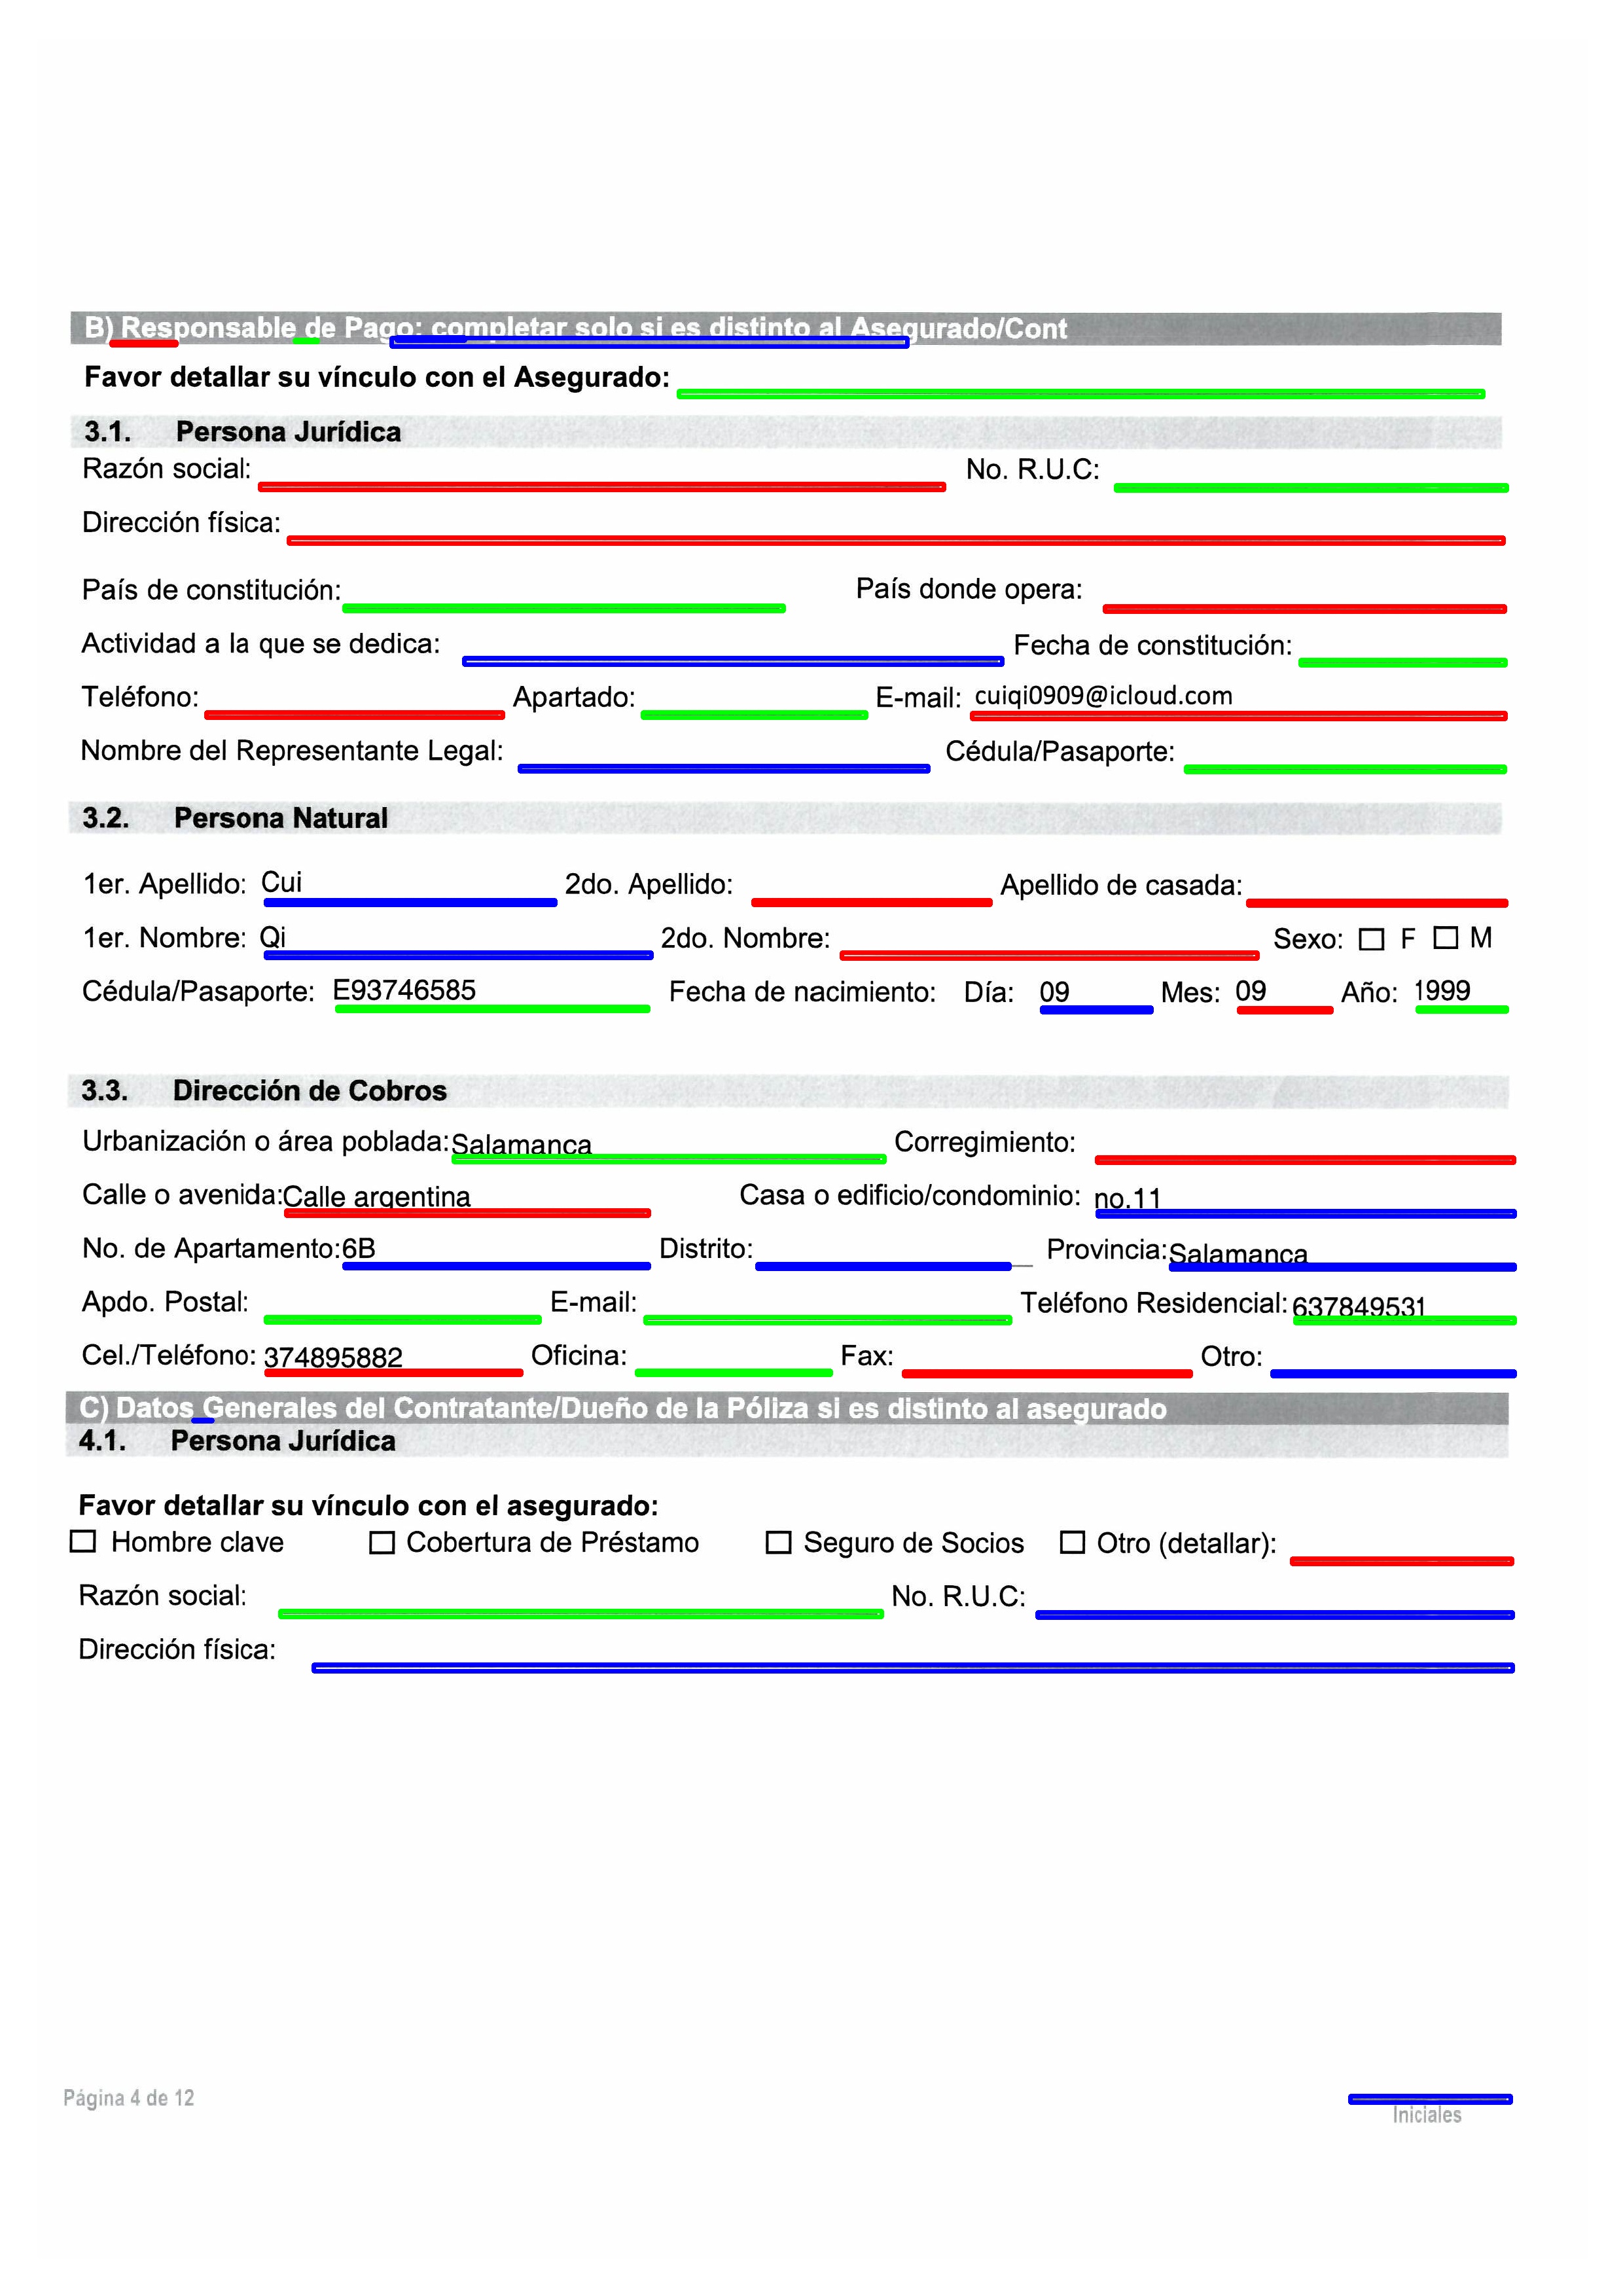 B) Responsable de Pago: completar solo si es distinto al Asegurado/Cont
Favor detallar su vínculo con el Asegurado:
3.1. Persona Jurídica
Razón social: No. R.U.C:
Dirección física:
País de constitución: País donde opera:
Actividad a la que se dedica: Fecha de constitución:
Teléfono: Apartado: E-mail: cuiqi0909@icloud.com
Nombre del Representante Legal: Cédula/Pasaporte:
3.2. Persona Natural
1er. Apellido: Cui 2do. Apellido: Apellido de casada:
1er. Nombre: Qi 2do. Nombre: Sexo: F M
Cédula/Pasaporte: E93746585 Fecha de nacimiento: Día: 09 Mes: 09 Año: 1999
3.3. Dirección de Cobros
Urbanización o área poblada: Salamanca Corregimiento:
Calle o avenida: Calle argentina Casa o edificio/condominio: no.11
No. de Apartamento: 6B Distrito: Provincia: Salamanca
Apdo. Postal: E-mail: Teléfono Residencial: 637849531
Cel./Teléfono: 374895882 Oficina: Fax: Otro:
C) Datos Generales del Contratante/Dueño de la Póliza si es distinto al asegurado
4.1. Persona Jurídica
Favor detallar su vínculo con el asegurado:
Hombre clave Cobertura de Préstamo Seguro de Socios Otro (detallar):
Razón social: No. R.U.C:
Dirección física:
Página 4 de 12
Iniciales